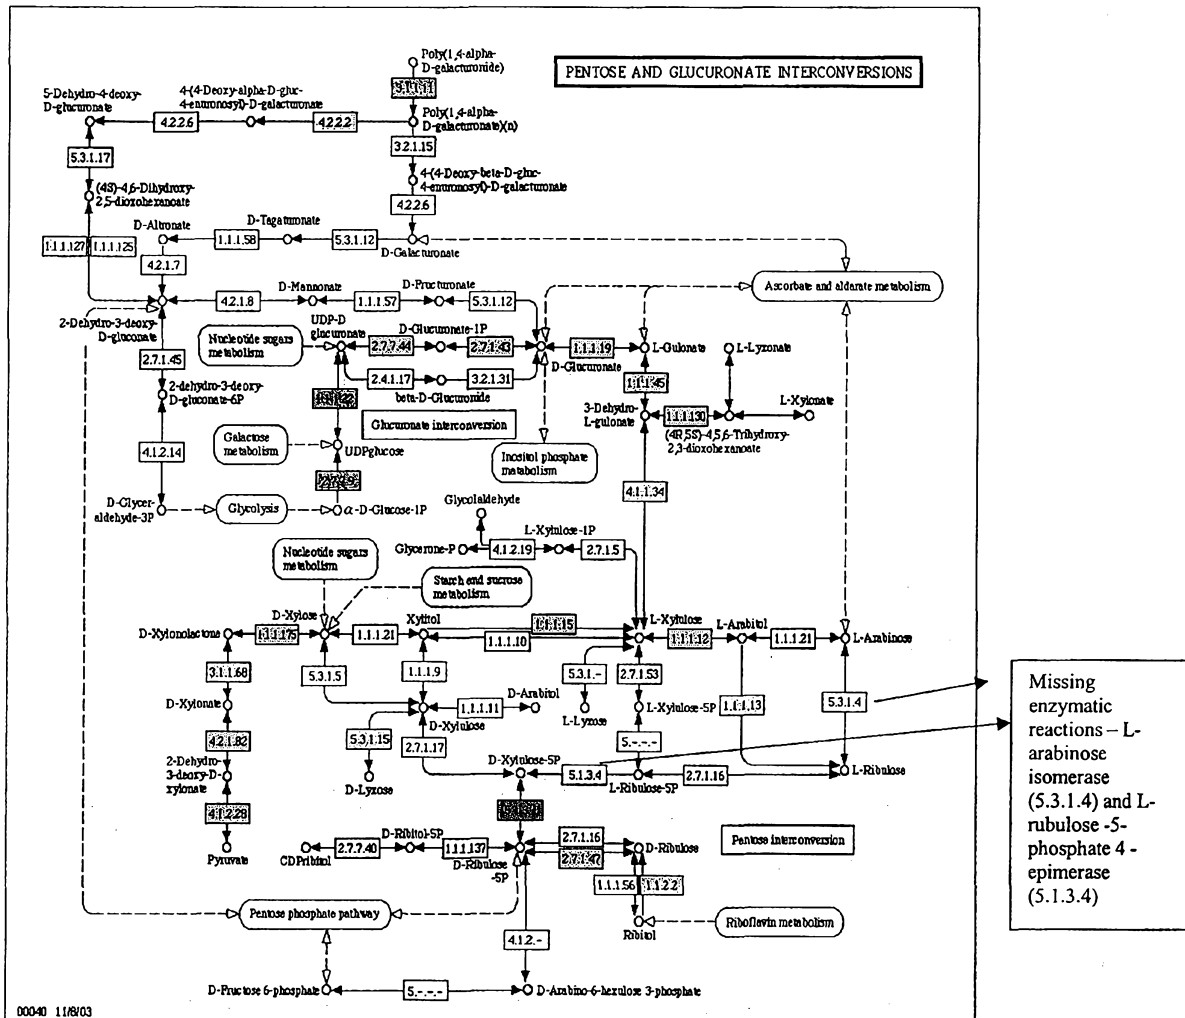 Poly(1,4-alpha-
D-galacturonide)
PENTOSE AND GLUCURONATE INTERCONVERSIONS
5-Dehydro-4-deoxy-
D-glucuronate
4-(4-Deoxy-alpha-D-gluc-
4-enuronosyl)-D-galacturonate
3.1.1.11
4.2.2.6
4.2.2.2
Poly(1,4-alpha-
D-galacturonate)(n)
3.2.1.15
5.3.1.17
4-(4-Deoxy-beta-D-gluc-
4-enuronosyl)-D-galacturonate
(4S)-4,6-Dihydroxy-
2,5-dioxohexanoate
4.2.2.6
D-Altronate
D-Tagaturonate
1.1.1.127
1.1.1.125
1.1.1.58
5.3.1.12
D-Galacturonate
4.2.1.7
Ascorbate and aldarate metabolism
D-Mannonate
D-Fructuronate
4.2.1.8
1.1.1.57
5.3.1.12
2-Dehydro-3-deoxy-
D-gluconate
UDP-D
glucuronate
D-Glucuronate-1P
Nucleotide sugars
metabolism
2.7.7.44
2.7.1.43
1.1.1.19
L-Gulonate
L-Lyxonate
D-Glucuronate
2.7.1.45
2.4.1.17
3.2.1.31
1.1.1.45
beta-D-Glucuronide
2-dehydro-3-deoxy-
D-gluconate-6P
1.1.1.22
3-Dehydro-
L-gulonate
1.1.1.130
L-Xylonate
Glucuronate interconversion
(4R,5S)-4,5,6-Trihydroxy-
2,3-dioxohexanoate
Galactose
metabolism
UDPglucose
Inositol phosphate
metabolism
4.1.2.14
2.7.7.9
4.1.1.34
D-Glycer-
aldehyde-3P
Glycolysis
α-D-Glucose-1P
Glycolaldehyde
L-Xylulose-1P
Glycerone-P
4.1.2.19
2.7.1.5
Nucleotide sugars
metabolism
Starch and sucrose
metabolism
D-Xylose
Xylitol
1.1.1.15
L-Xylulose
L-Arabitol
D-Xylonolactone
1.1.1.175
1.1.1.21
1.1.1.10
1.1.1.12
1.1.1.21
L-Arabinose
3.1.1.68
5.3.1.5
1.1.1.9
5.3.1.-
2.7.1.53
5.3.1.4
D-Arabitol
D-Xylonate
1.1.1.11
L-Lyxose
L-Xylulose-5P
1.1.1.13
D-Xylulose
4.2.1.82
5.3.1.15
2.7.1.17
5.-.-.-
2-Dehydro-
3-deoxy-D-
xylonate
D-Xylulose-5P
5.1.3.4
2.7.1.16
L-Ribulose
D-Lyxose
L-Ribulose-5P
4.1.2.28
Pentose interconversion
D-Ribitol-5P
2.7.1.16
Pyruvate
CDPribitol
2.7.7.40
1.1.1.137
D-Ribulose
-5P
2.7.1.47
D-Ribulose
1.1.1.56
1.1.2.2
Pentose phosphate pathway
Ribitol
Riboflavin metabolism
4.1.2.-
D-Fructose 6-phosphate
5.-.-.-
D-Arabino-6-hexulose 3-phosphate
00040 11/8/03
Missing
enzymatic
reactions – L-
arabinose
isomerase
(5.3.1.4) and L-
rubulose -5-
phosphate 4 -
epimerase
(5.1.3.4)